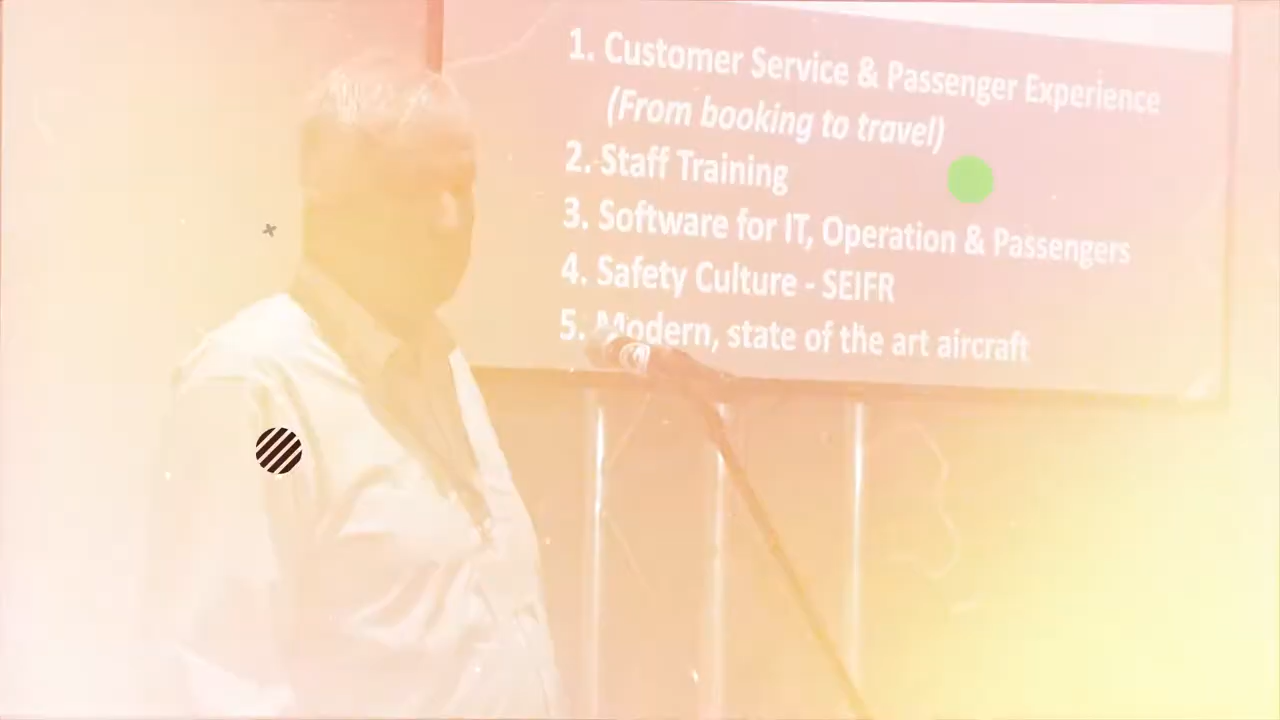 1. Customer Service & Passenger Experience
(From booking to travel)
2. Staff Training
3. Software for IT, Operation & Passengers
4. Safety Culture - SEIFR
5. Modern, state of the art aircraft